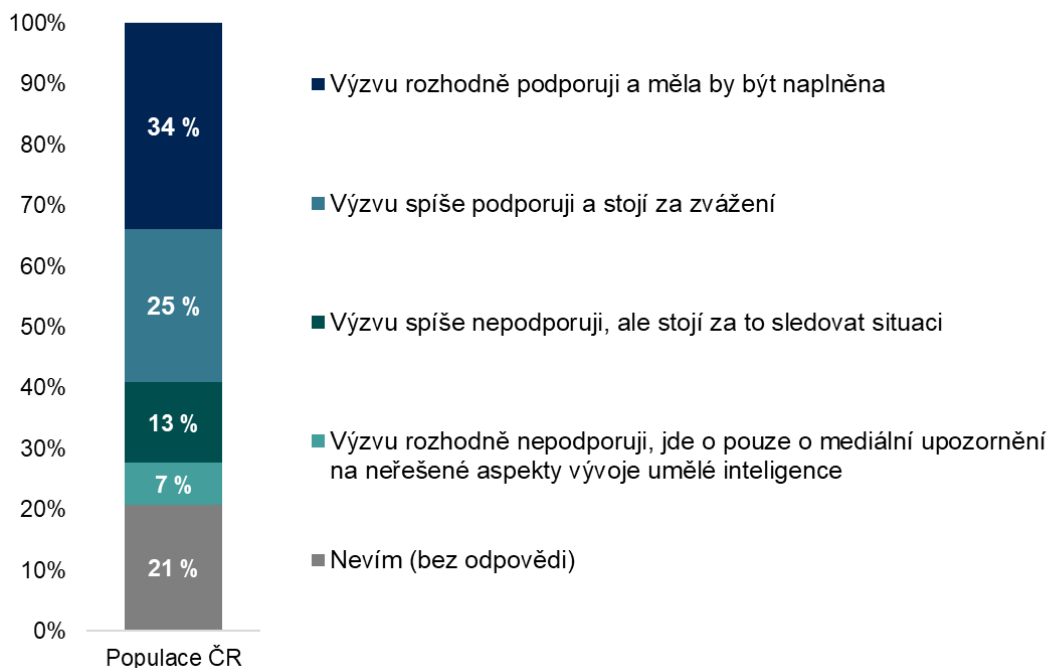 100%
90%
80%
70%
60%
50%
40%
30%
20%
10%
0%
34 %
25 %
13 %
7 %
21 %
Populace ČR
Výzvu rozhodně podporuji a měla by být naplněna
Výzvu spíše podporuji a stojí za zvážení
Výzvu spíše nepodporuji, ale stojí za to sledovat situaci
Výzvu rozhodně nepodporuji, jde o pouze o mediální upozornění
na neřešené aspekty vývoje umělé inteligence
Nevím (bez odpovědi)